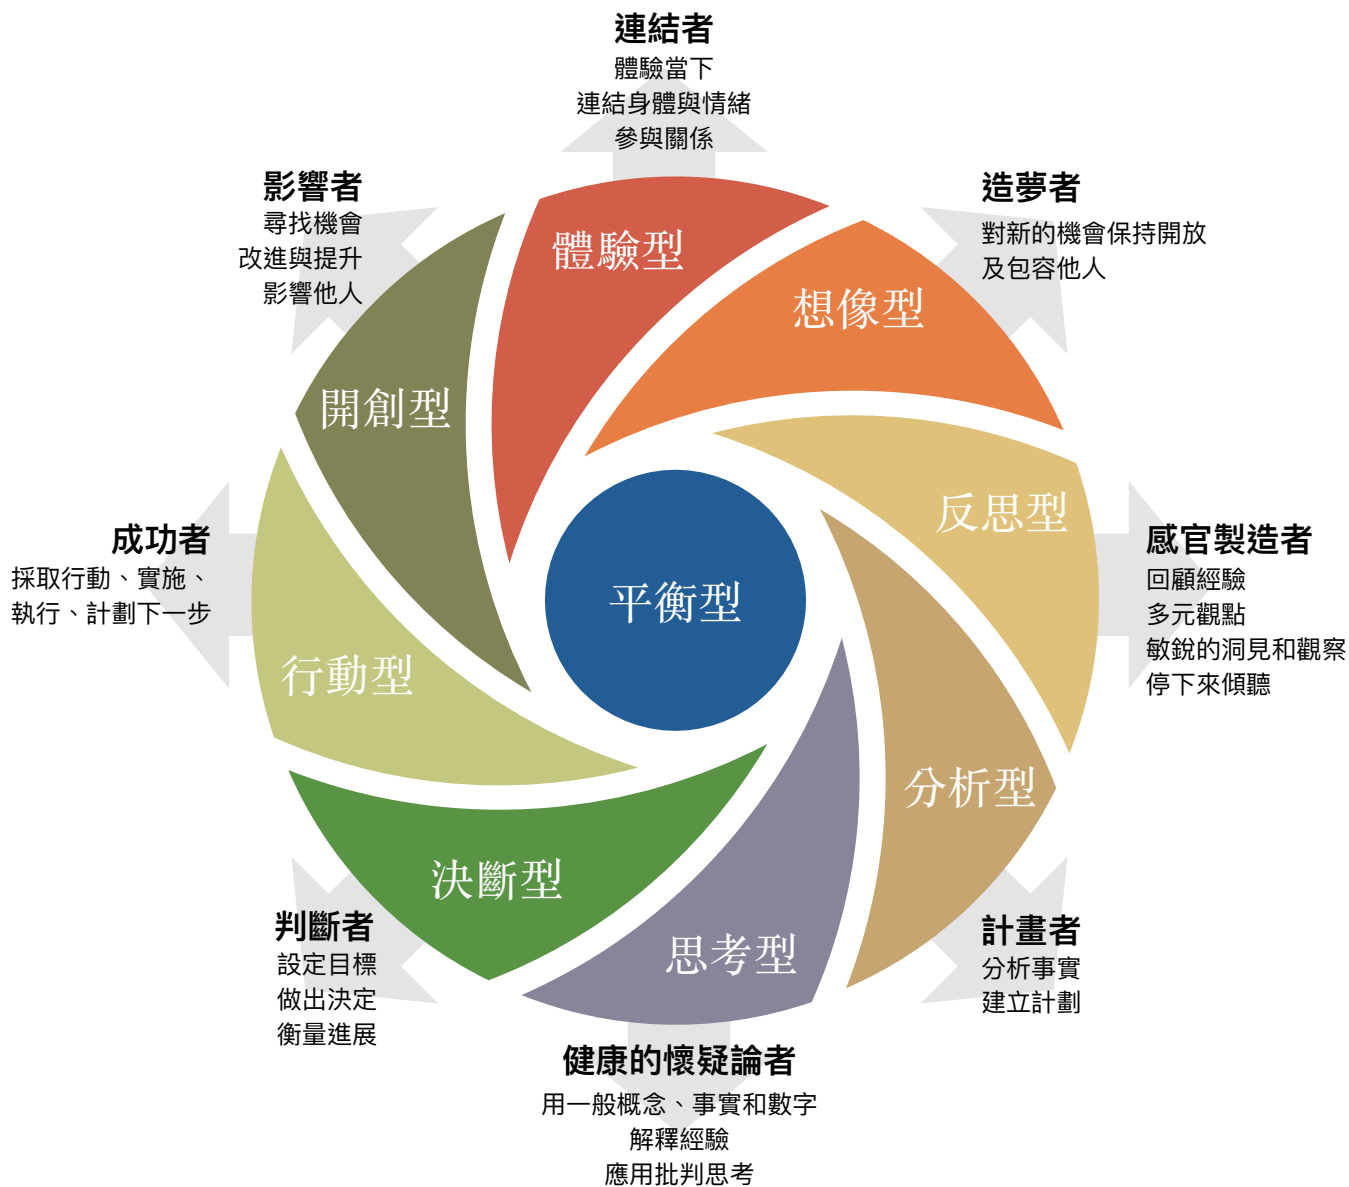 連結者
體驗當下
連結身體與情緒
參與關係
影響者
尋找機會
改進與提升
影響他人
造夢者
對新的機會保持開放
及包容他人
體驗型
想像型
開創型
反思型
成功者
採取行動、實施、
執行、計劃下一步
感官製造者
回顧經驗
多元觀點
敏銳的洞見和觀察
停下來傾聽
平衡型
行動型
分析型
決斷型
思考型
判斷者
設定目標
做出決定
衡量進展
計畫者
分析事實
建立計劃
健康的懷疑論者
用一般概念、事實和數字
解釋經驗
應用批判思考